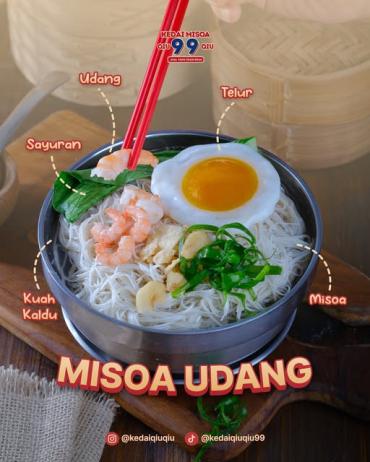 KEDAI MISOA
QIU 99 QIU
Udang
Telur
Sayuran
Kuah
Kaldu
Misoa
MISOA UDANG
@kedaiqiuqiu
@kedaiqiuqiu99